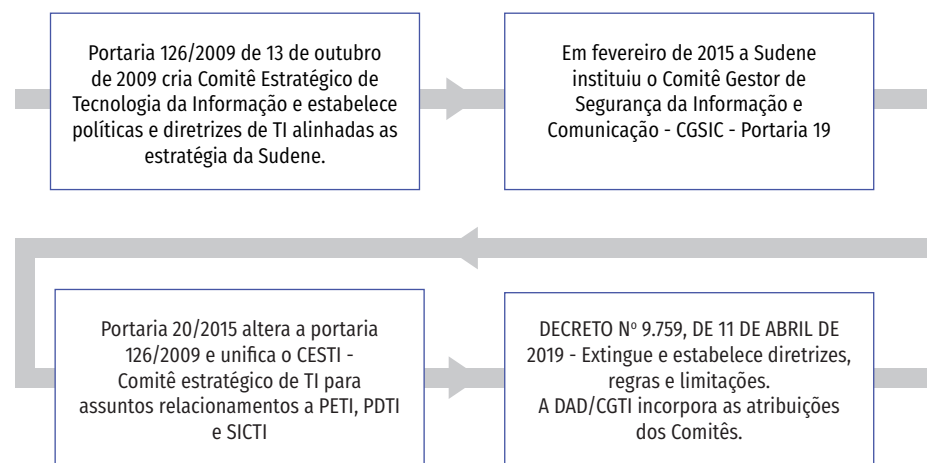 Portaria 126/2009 de 13 de outubro
de 2009 cria Comitê Estratégico de
Tecnologia da Informação e estabelece
políticas e diretrizes de TI alinhadas as
estratégia da Sudene.
Em fevereiro de 2015 a Sudene
instituiu o Comitê Gestor de
Segurança da Informação e
Comunicação - CGSIC - Portaria 19
Portaria 20/2015 altera a portaria
126/2009 e unifica o CESTI -
Comitê estratégico de TI para
assuntos relacionamentos a PETI, PDTI
e SICTI
DECRETO Nº 9.759, DE 11 DE ABRIL DE
2019 - Extingue e estabelece diretrizes,
regras e limitações.
A DAD/CGTI incorpora as atribuições
dos Comitês.